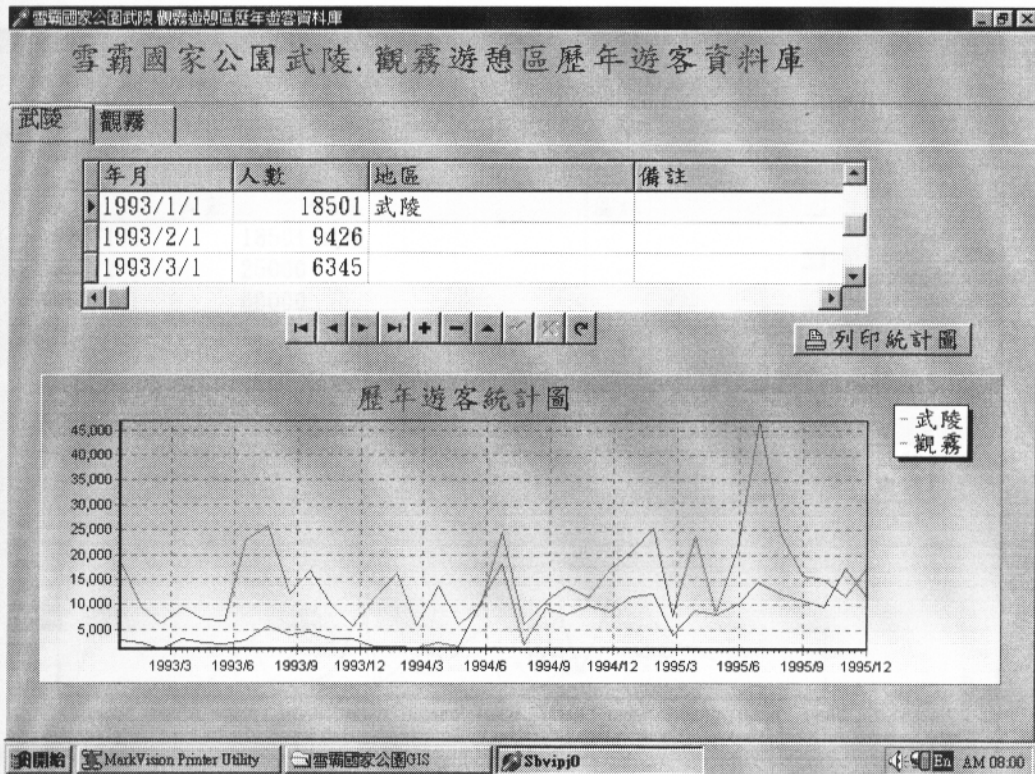 雪霸國家公園武陵.觀霧遊憩區歷年遊客資料庫
雪霸國家公園武陵.觀霧遊憩區歷年遊客資料庫
武陵 觀霧
年月 人數 地區 備註
1993/1/1 18501 武陵
1993/2/1 9426
1993/3/1 6345
列印統計圖
歷年遊客統計圖
武陵
觀霧
45,000
40,000
35,000
30,000
25,000
20,000
15,000
10,000
5,000
1993/3 1993/6 1993/9 1993/12 1994/3 1994/6 1994/9 1994/12 1995/3 1995/6 1995/9 1995/12
開始 MarkVision Printer Utility 雪霸國家公園GIS Sbvipj0 En AM 08:00